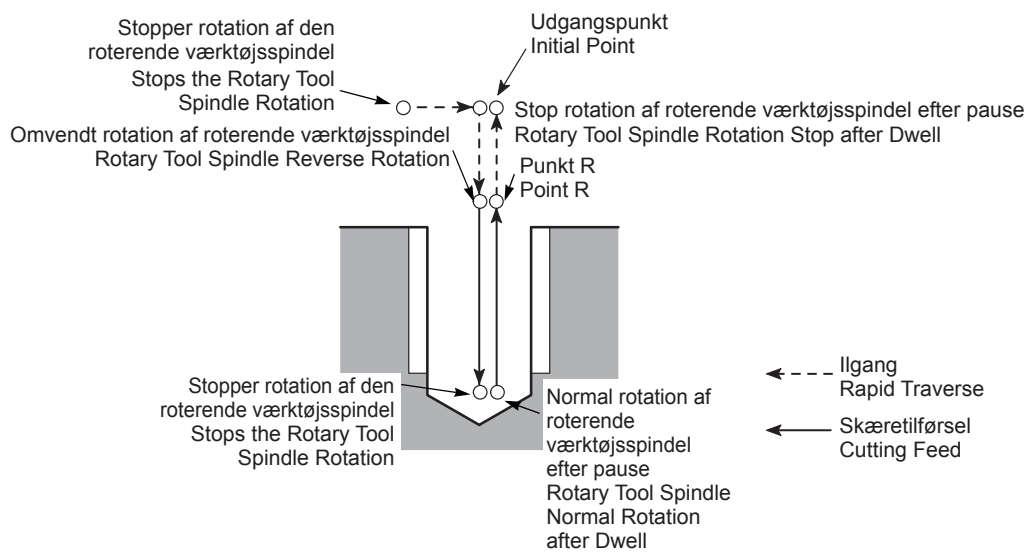 Stopper rotation af den
roterende værktøjsspindel
Stops the Rotary Tool
Spindle Rotation
Udgangspunkt
Initial Point
Stop rotation af roterende værktøjsspindel efter pause
Rotary Tool Spindle Rotation Stop after Dwell
Omvendt rotation af roterende værktøjsspindel
Rotary Tool Spindle Reverse Rotation
Punkt R
Point R
Stopper rotation af den
roterende værktøjsspindel
Stops the Rotary Tool
Spindle Rotation
Normal rotation af
roterende
værktøjsspindel
efter pause
Rotary Tool Spindle
Normal Rotation
after Dwell
Ilgang
Rapid Traverse
Skæretilførsel
Cutting Feed